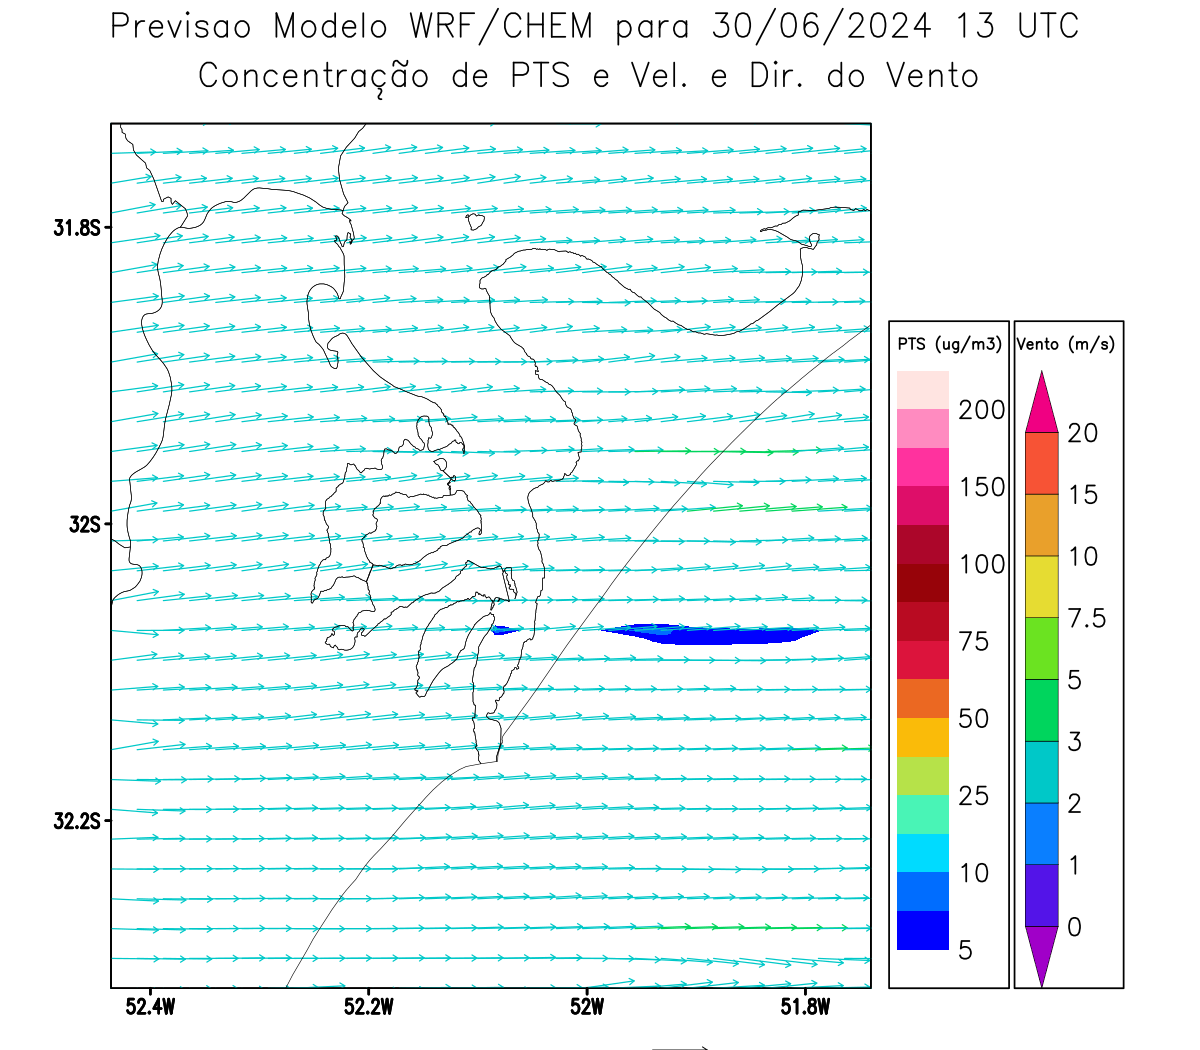 Previsao Modelo WRF/CHEM para 30/06/2024 13 UTC
Concentração de PTS e Vel. e Dir. do Vento
31.8S
32S
32.2S
52.4W
52.2W
52W
51.8W
PTS (ug/m3)
200
150
100
75
50
25
10
5
Vento (m/s)
20
15
10
7.5
5
3
2
1
0